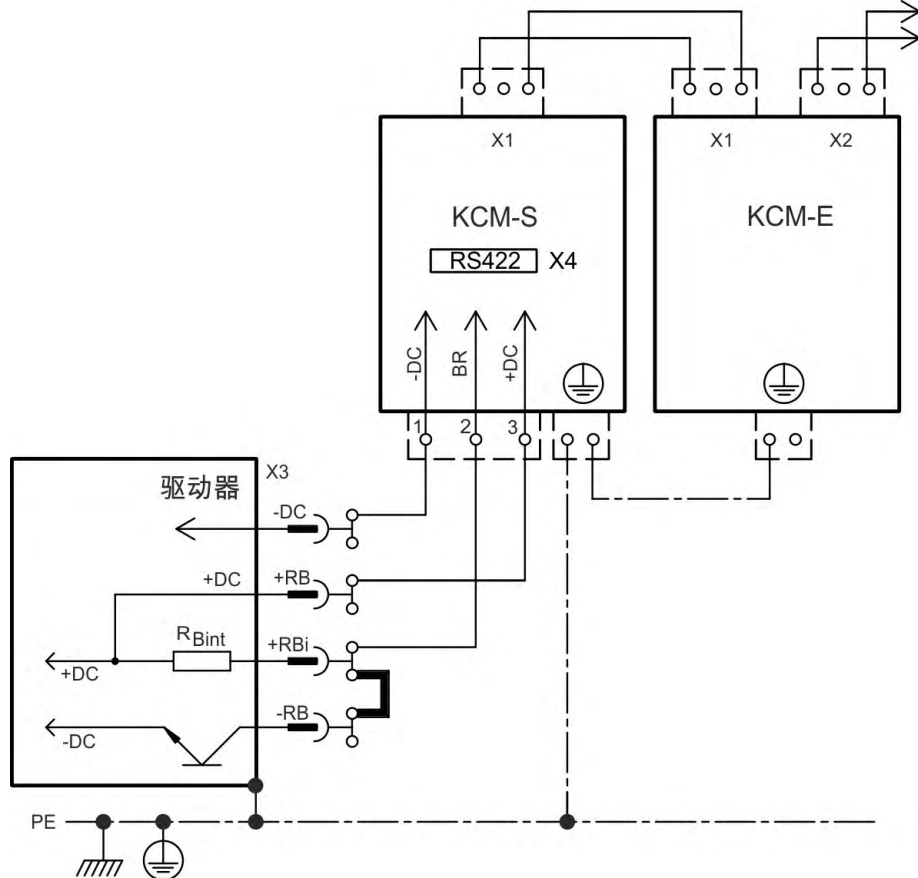 X1
X1
X2
KCM-S
KCM-E
RS422
X4
-DC
BR
+DC
1
2
3
X3
驱动器
-DC
+DC
+RB
RBint
+RBi
+DC
-RB
-DC
PE